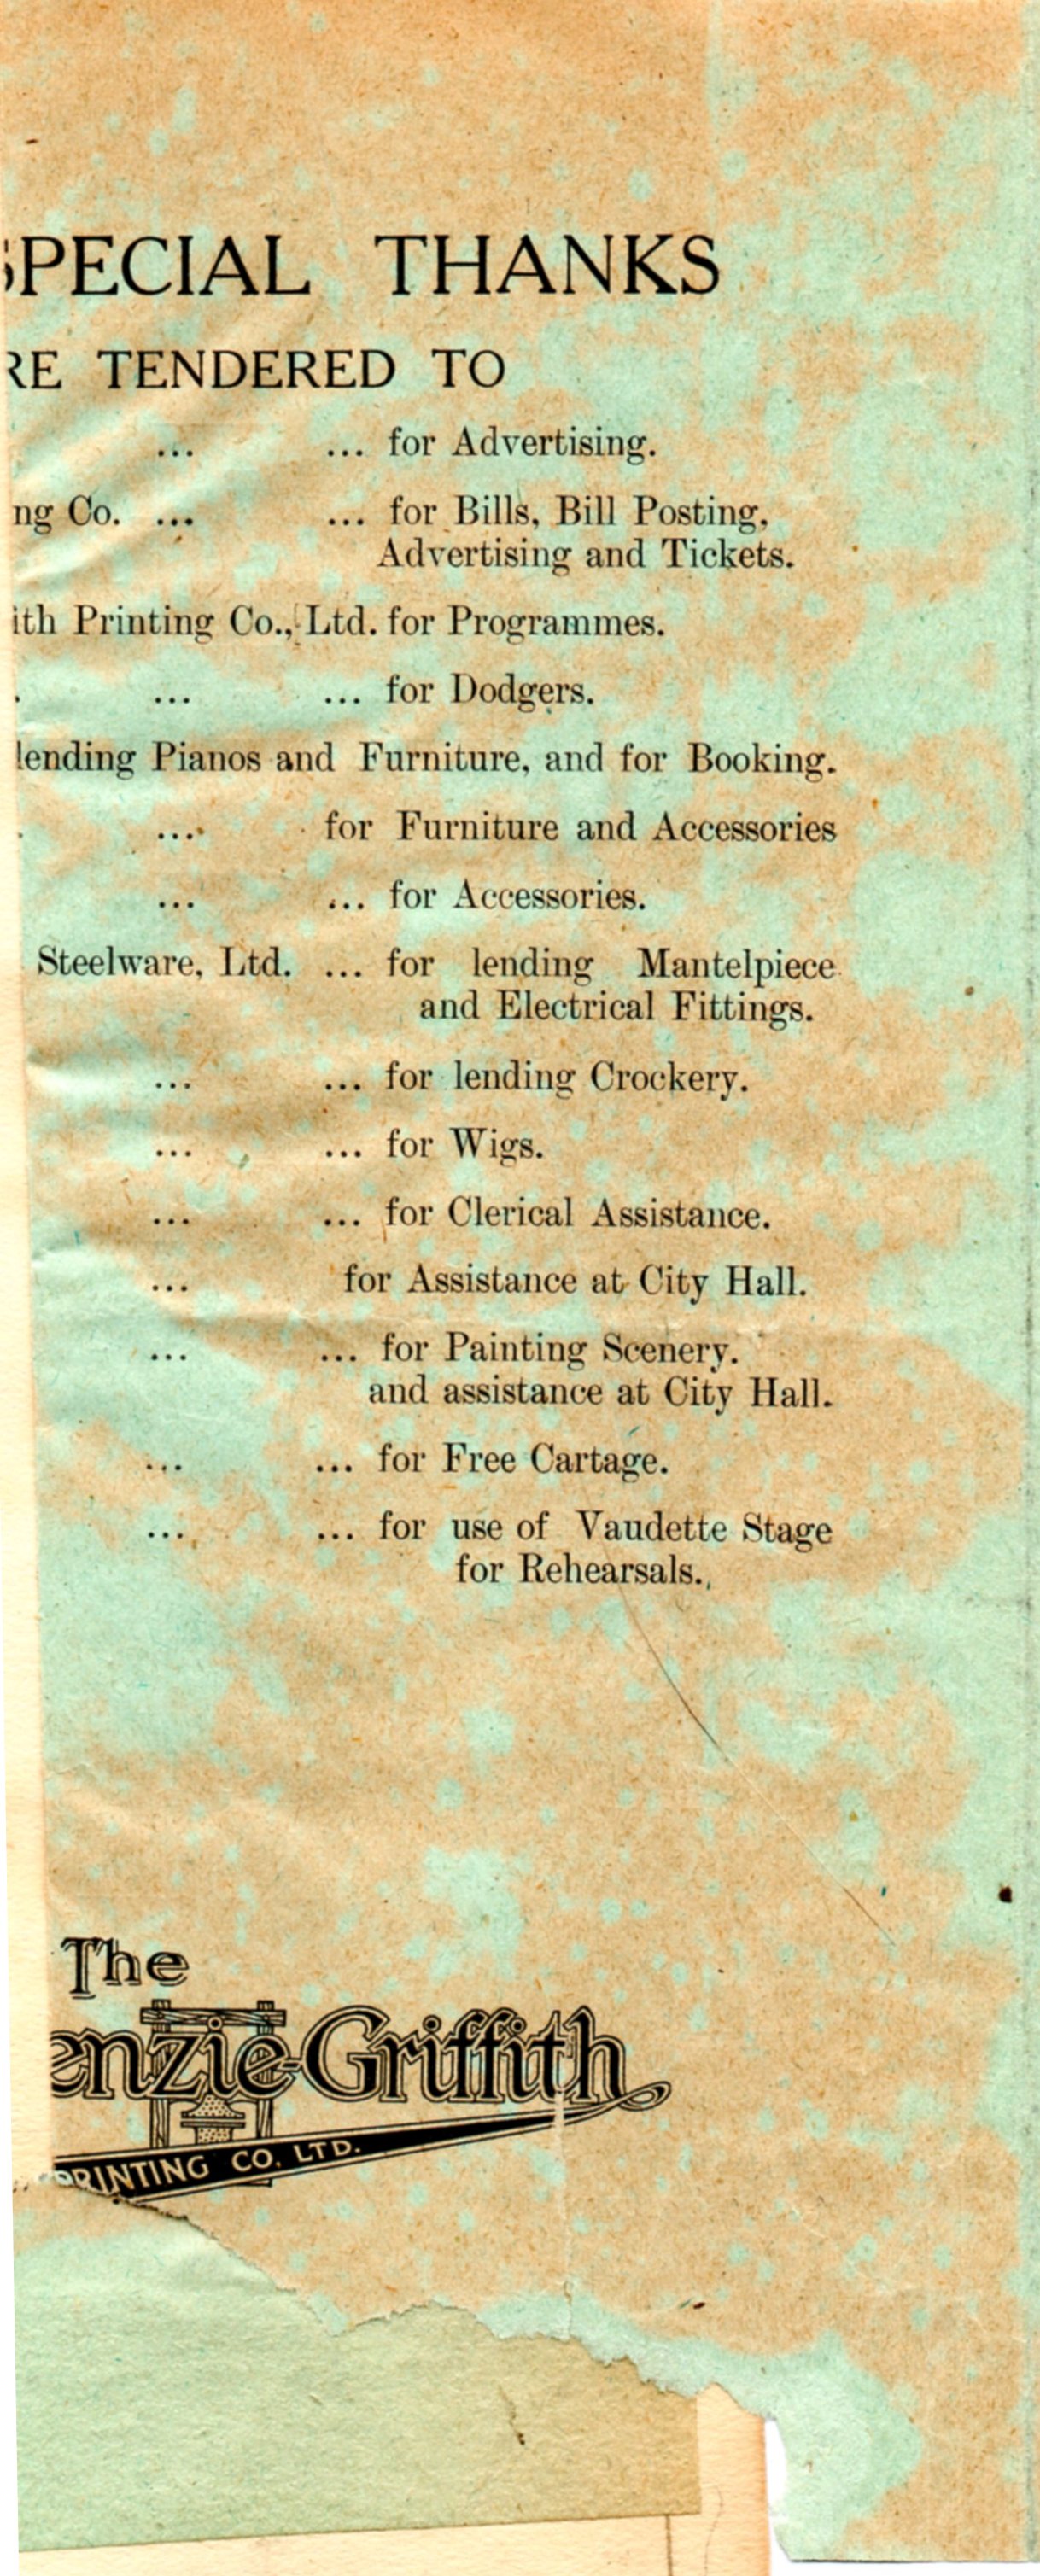 SPECIAL THANKS
RE TENDERED TO
... ... for Advertising.
ng Co. ... ... for Bills, Bill Posting,
Advertising and Tickets.
ith Printing Co., Ltd. for Programmes.
. ... ... for Dodgers.
lending Pianos and Furniture, and for Booking.
. ... for Furniture and Accessories
... ... for Accessories.
Steelware, Ltd. ... for lending Mantelpiece
and Electrical Fittings.
... ... for lending Crockery.
... ... for Wigs.
... ... for Clerical Assistance.
... for Assistance at City Hall.
... ... for Painting Scenery.
and assistance at City Hall.
... ... for Free Cartage.
... ... for use of Vaudette Stage
for Rehearsals.,
The
enzie-Griffith
PRINTING CO. LTD.